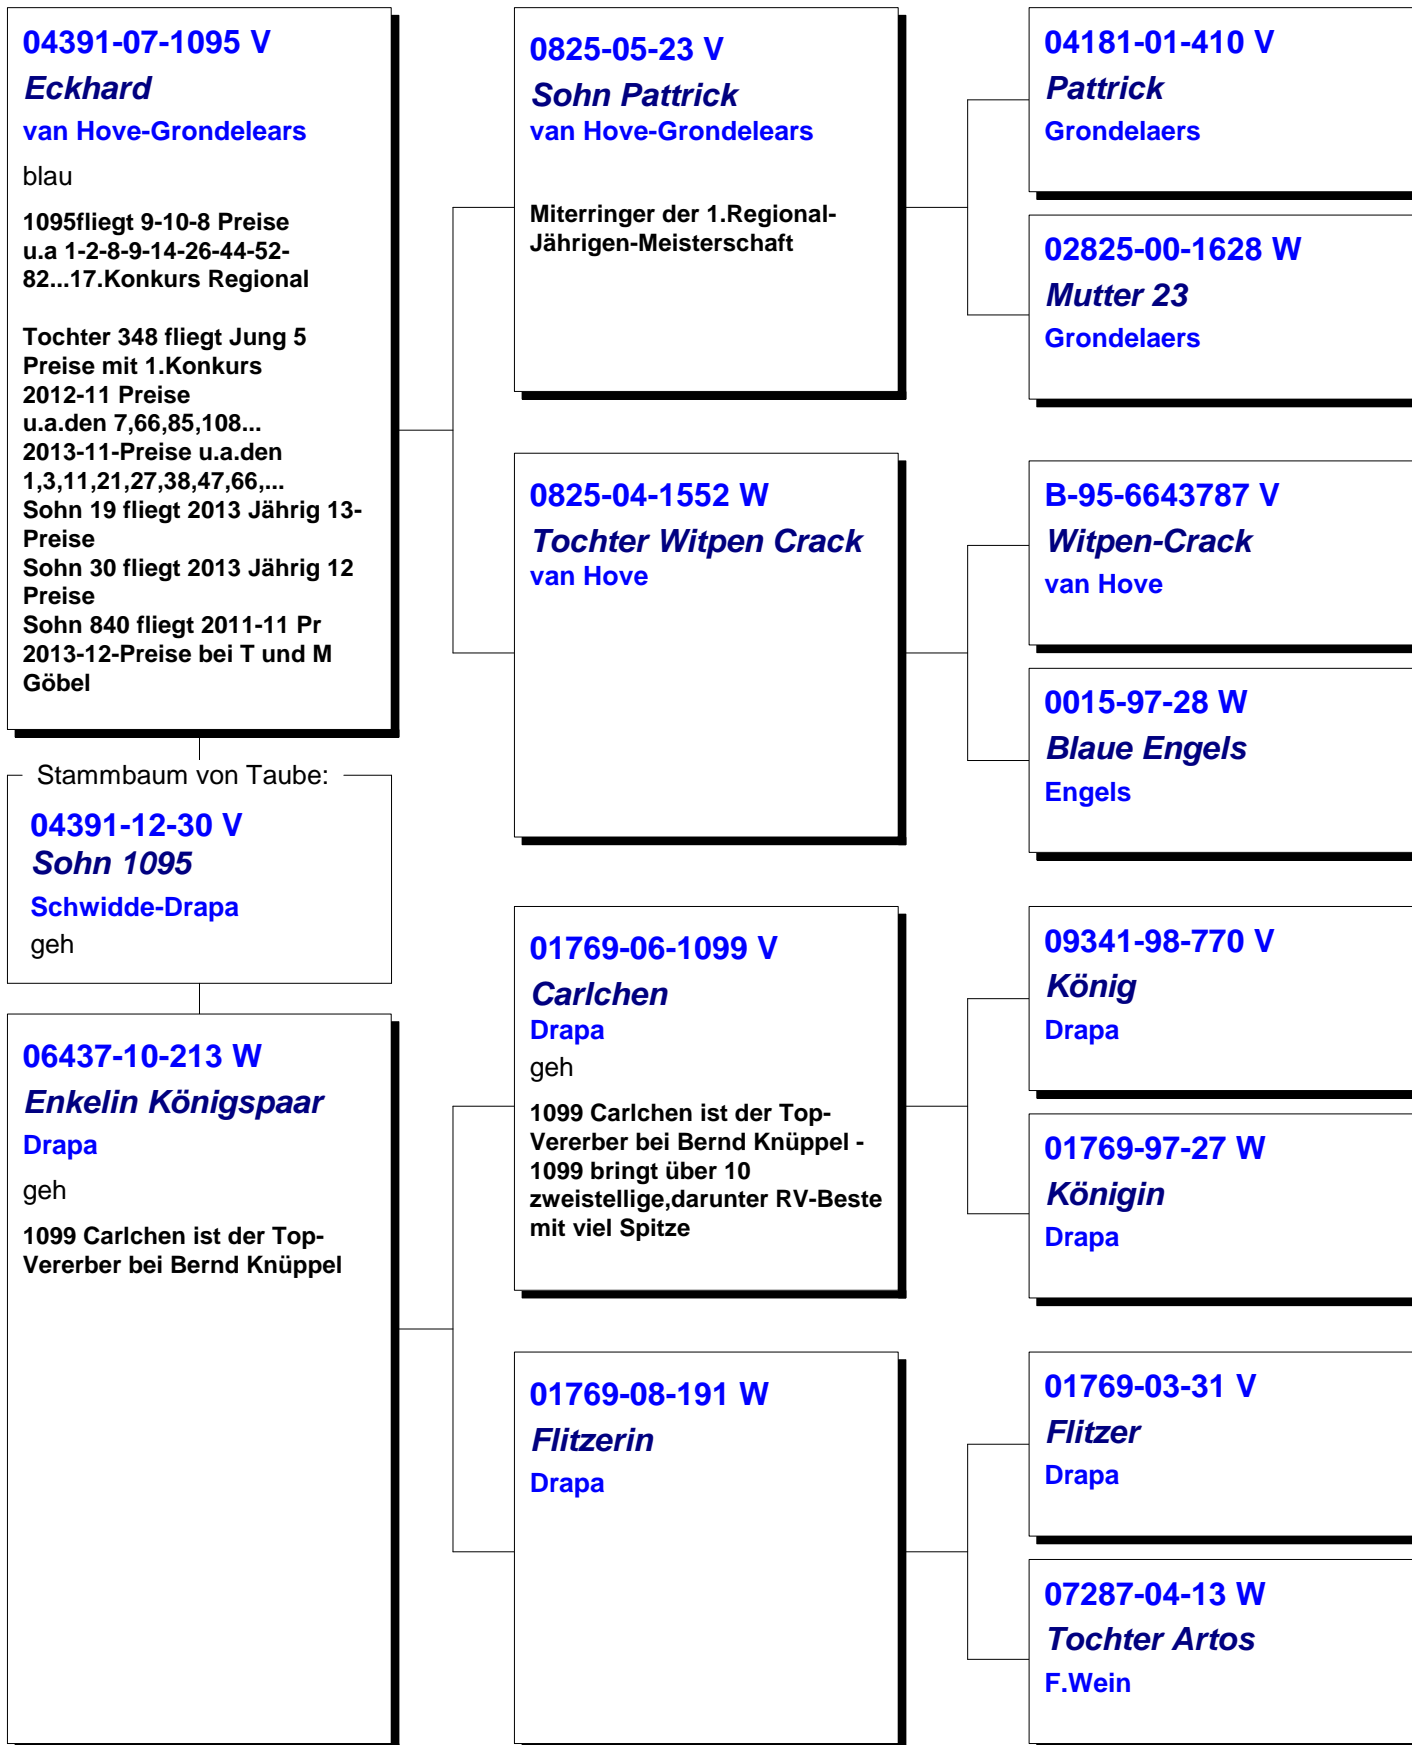 04391-07-1095 V
Eckhard
van Hove-Grondelears
blau
1095fliegt 9-10-8 Preise
u.a 1-2-8-9-14-26-44-52-
82...17.Konkurs Regional
Tochter 348 fliegt Jung 5
Preise mit 1.Konkurs
2012-11 Preise
u.a.den 7,66,85,108...
2013-11-Preise u.a.den
1,3,11,21,27,38,47,66,...
Sohn 19 fliegt 2013 Jährig 13-
Preise
Sohn 30 fliegt 2013 Jährig 12
Preise
Sohn 840 fliegt 2011-11 Pr
2013-12-Preise bei T und M
Göbel
Stammbaum von Taube:
04391-12-30 V
Sohn 1095
Schwidde-Drapa
geh
06437-10-213 W
Enkelin Königspaar
Drapa
geh
1099 Carlchen ist der Top-
Vererber bei Bernd Knüppel
0825-05-23 V
Sohn Pattrick
van Hove-Grondelears
Miterringer der 1.Regional-
Jährigen-Meisterschaft
0825-04-1552 W
Tochter Witpen Crack
van Hove
01769-06-1099 V
Carlchen
Drapa
geh
1099 Carlchen ist der Top-
Vererber bei Bernd Knüppel -
1099 bringt über 10
zweistellige,darunter RV-Beste
mit viel Spitze
01769-08-191 W
Flitzerin
Drapa
04181-01-410 V
Pattrick
Grondelaers
02825-00-1628 W
Mutter 23
Grondelaers
B-95-6643787 V
Witpen-Crack
van Hove
0015-97-28 W
Blaue Engels
Engels
09341-98-770 V
König
Drapa
01769-97-27 W
Königin
Drapa
01769-03-31 V
Flitzer
Drapa
07287-04-13 W
Tochter Artos
F.Wein